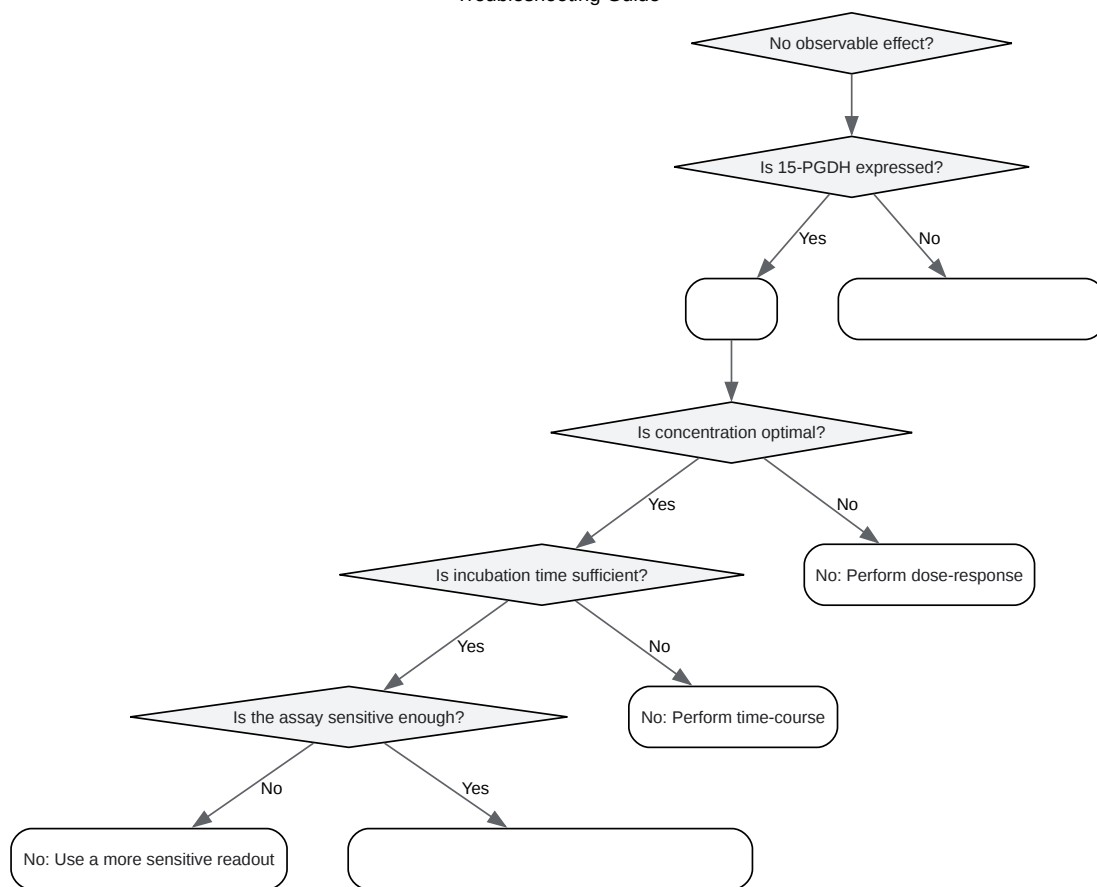 Troubleshooting Guide
No observable effect?
Is 15-PGDH expressed?
Yes
No
Is concentration optimal?
Yes
No
Is incubation time sufficient?
No: Perform dose-response
Yes
No
Is the assay sensitive enough?
No: Perform time-course
No
Yes
No: Use a more sensitive readout